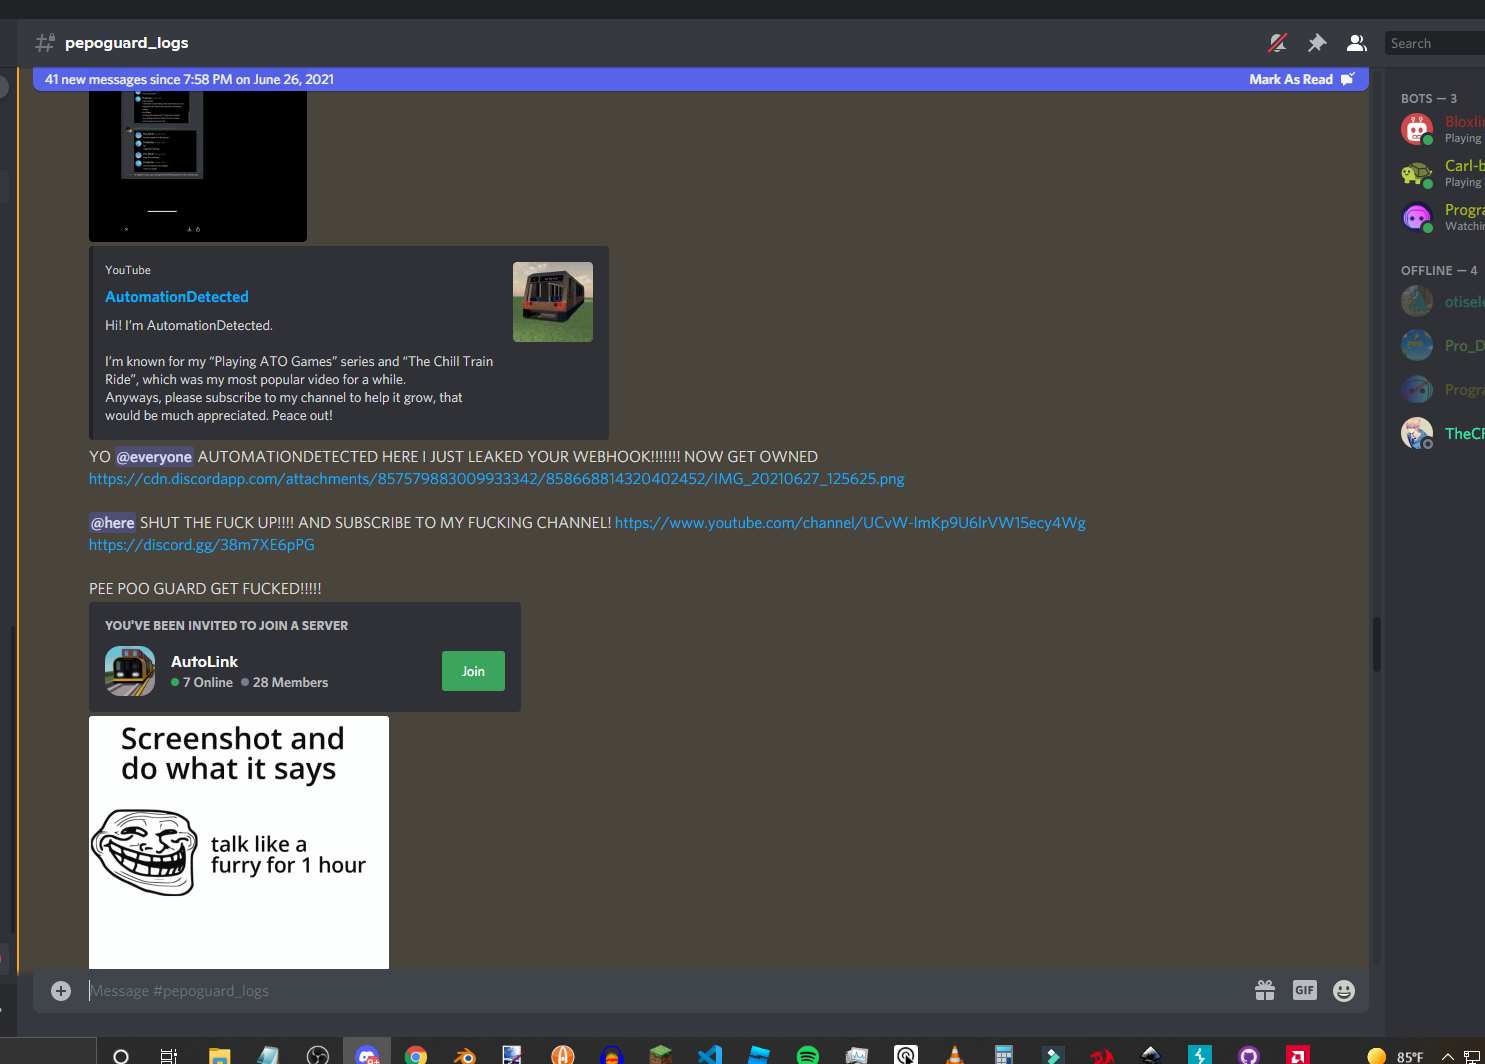 pepoguard_logs
Search
41 new messages since 7:58 PM on June 26, 2021
Mark As Read
YouTube
AutomationDetected
Hi! I'm AutomationDetected.
I'm known for my “Playing ATO Games” series and “The Chill Train
Ride”, which was my most popular video for a while.
Anyways, please subscribe to my channel to help it grow, that
would be much appreciated. Peace out!
YO @everyone AUTOMATIONDETECTED HERE I JUST LEAKED YOUR WEBHOOK!!!!!!! NOW GET OWNED
https://cdn.discordapp.com/attachments/857579883009933342/858668814320402452/IMG_20210627_125625.png
@here SHUT THE FUCK UP!!!! AND SUBSCRIBE TO MY FUCKING CHANNEL! https://www.youtube.com/channel/UCvW-lmKp9U6lrVW15ecy4Wg
https://discord.gg/38m7XE6pPG
PEE POO GUARD GET FUCKED!!!!!
YOU'VE BEEN INVITED TO JOIN A SERVER
AutoLink
7 Online 28 Members
Join
Screenshot and
do what it says
talk like a
furry for 1 hour
Message #pepoguard_logs
GIF
BOTS — 3
Bloxlin
Playing
Carl-b
Playing
Progra
Watchin
OFFLINE — 4
otisele
Pro_D
Progra
TheCR
85°F